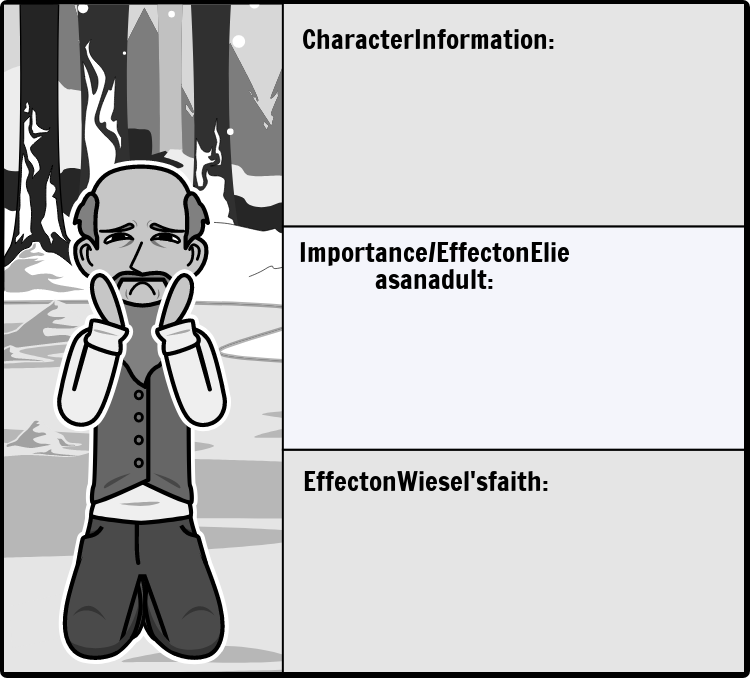 CharacterInformation:
Importance/EffectonElie
asanadult:
EffectonWiesel'sfaith: